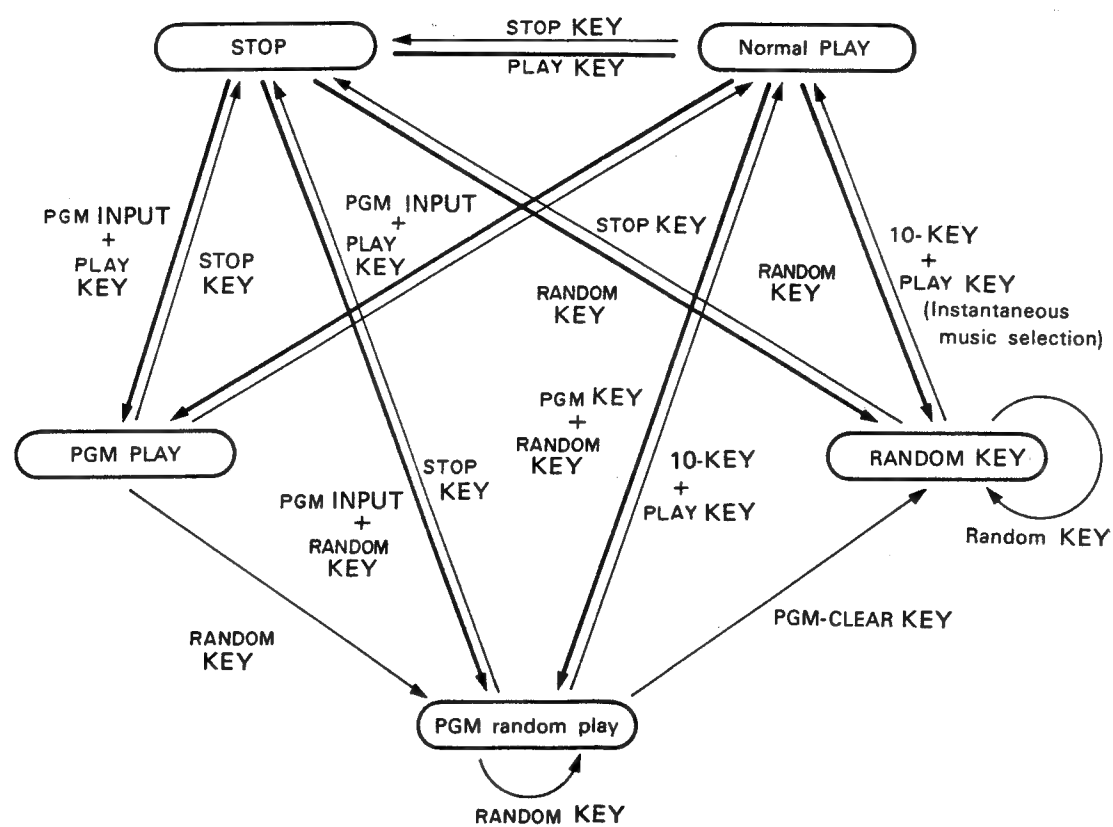 STOP
STOP KEY
PLAY KEY
Normal PLAY
PGM INPUT
+
PLAY
KEY
STOP
KEY
PGM INPUT
+
PLAY
KEY
STOP KEY
RANDOM
KEY
RANDOM
KEY
10-KEY
+
PLAY KEY
(Instantaneous
music selection)
PGM PLAY
PGM KEY
+
RANDOM
KEY
RANDOM KEY
Random KEY
STOP
KEY
10-KEY
+
PLAY KEY
PGM INPUT
+
RANDOM
KEY
RANDOM
KEY
PGM-CLEAR KEY
PGM random play
RANDOM KEY